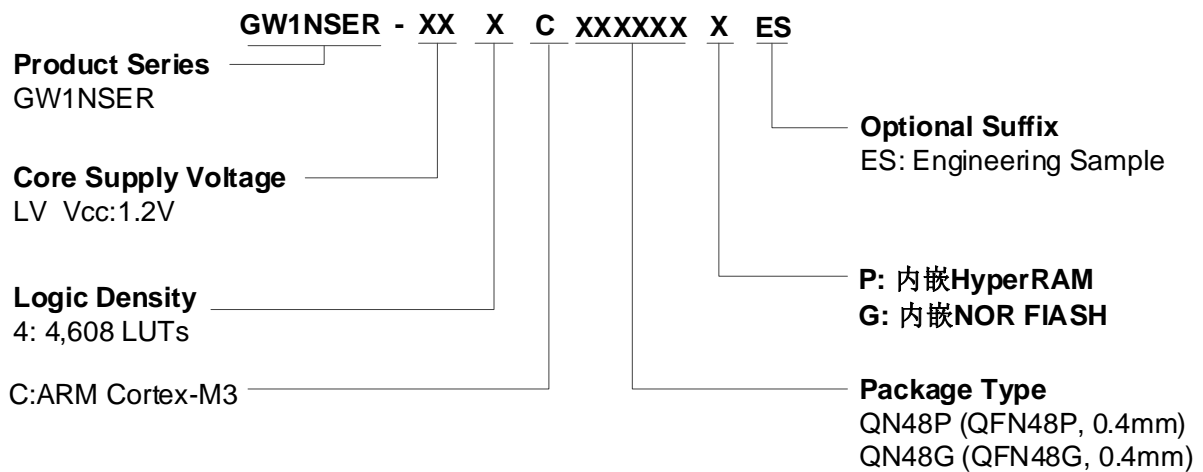 GW1NSER - XX X C XXXXXX X ES
Product Series
GW1NSER
Optional Suffix
ES: Engineering Sample
Core Supply Voltage
LV Vcc:1.2V
P: 内嵌HyperRAM
G: 内嵌NOR FlASH
Logic Density
4: 4,608 LUTs
C:ARM Cortex-M3
Package Type
QN48P (QFN48P, 0.4mm)
QN48G (QFN48G, 0.4mm)